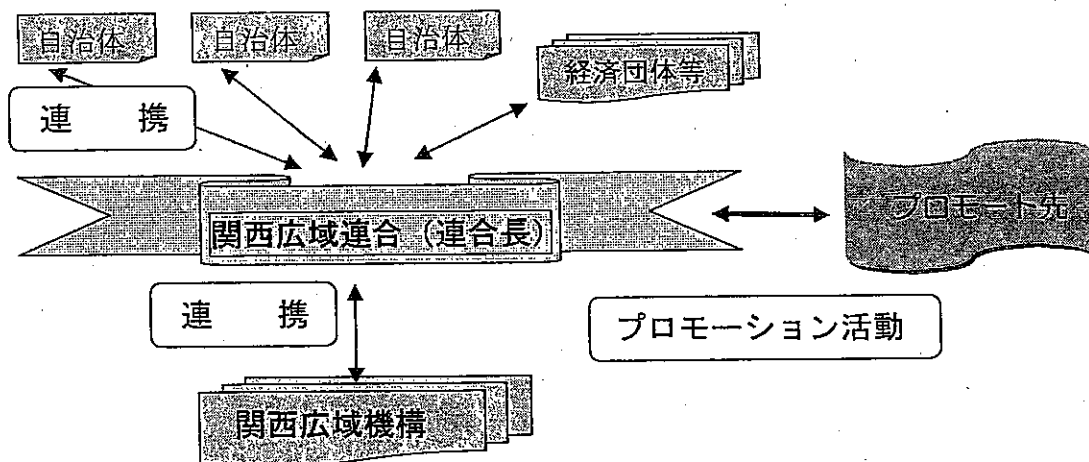 自治体
自治体
自治体
経済団体等
連　　携
関西広域連合（連合長）
プロモート先
連　　携
プロモーション活動
関西広域機構